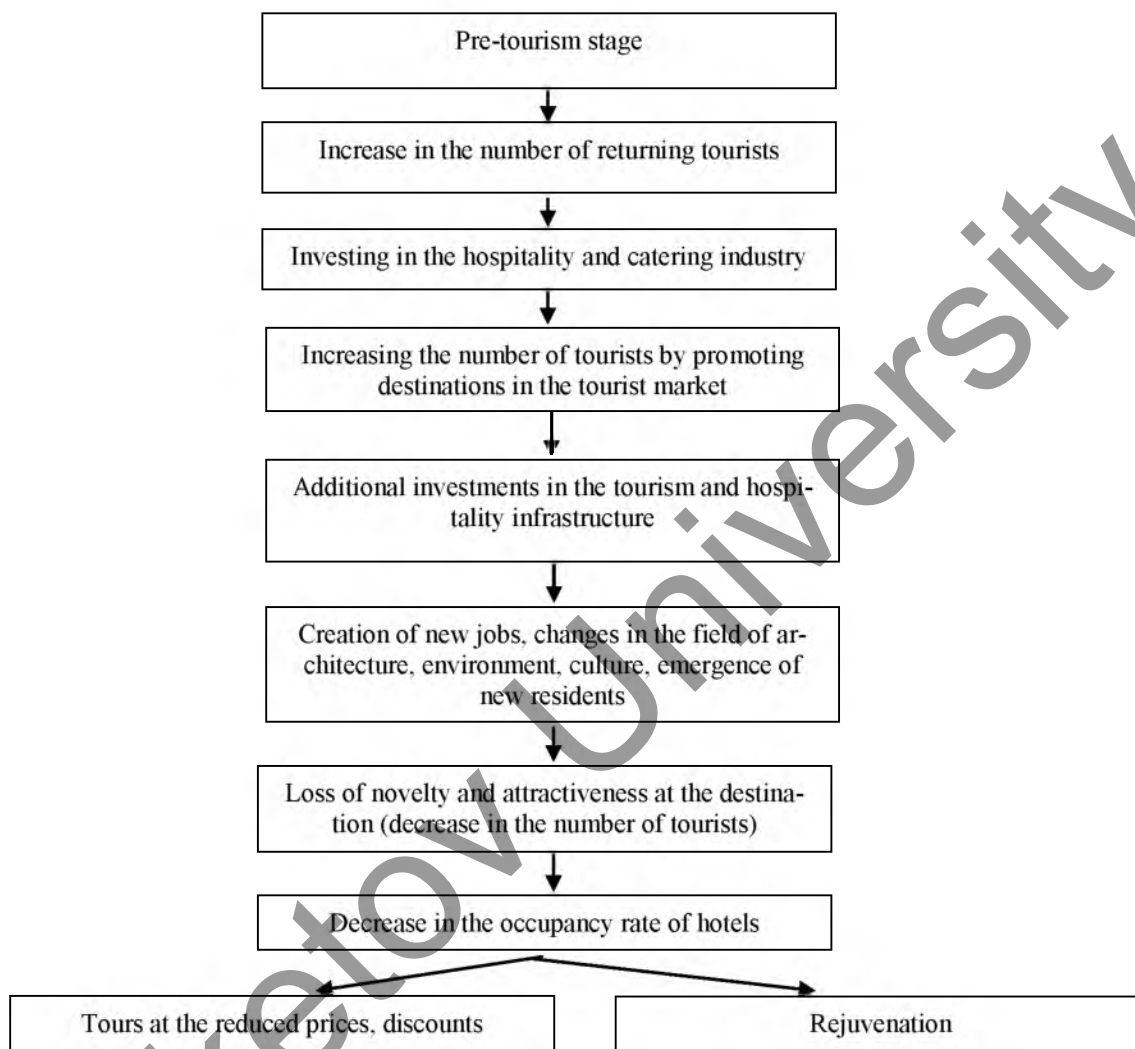 Pre-tourism stage
Increase in the number of returning tourists
Investing in the hospitality and catering industry
Increasing the number of tourists by promoting
destinations in the tourist market
Additional investments in the tourism and hospi-
tality infrastructure
Creation of new jobs, changes in the field of ar-
chitecture, environment, culture, emergence of
new residents
Loss of novelty and attractiveness at the destina-
tion (decrease in the number of tourists)
Decrease in the occupancy rate of hotels
Tours at the reduced prices, discounts
Rejuvenation
ketov University